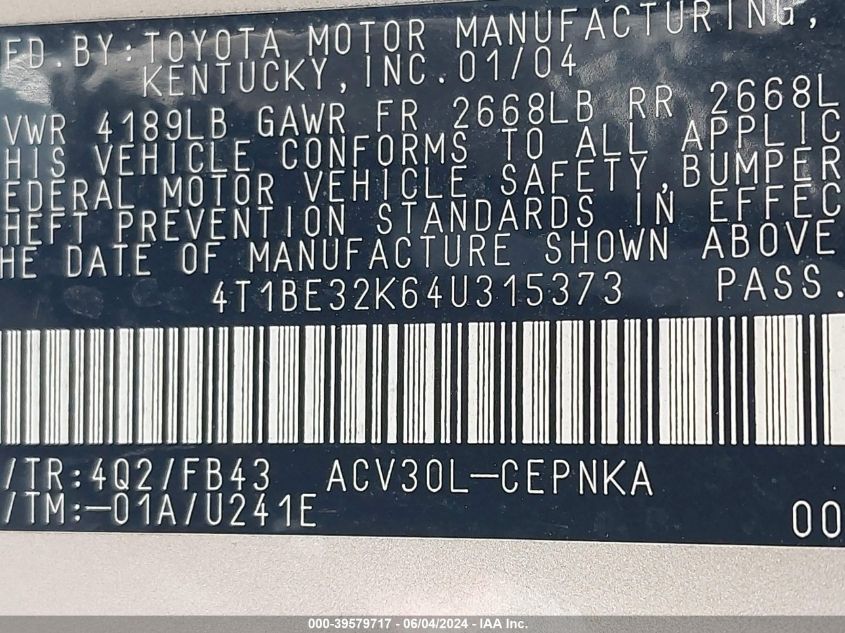 FD.BY:TOYOTA MOTOR MANUFACTURING,
KENTUCKY, INC. 01/04
VWR 4189LB GAWR FR 2668LB RR 2668L
HIS VEHICLE CONFORMS TO ALL APPLIC
EDERAL MOTOR VEHICLE SAFETY, BUMPER
HEFT PREVENTION STANDARDS IN EFFEC
HE DATE OF MANUFACTURE SHOWN ABOVE
4T1BE32K64U315373 PASS.
/TR:4Q2/FB43 ACV30L-CEPNKA
/TM:-01A/U241E
00
000-39579717 - 06/04/2024 - IAA Inc.